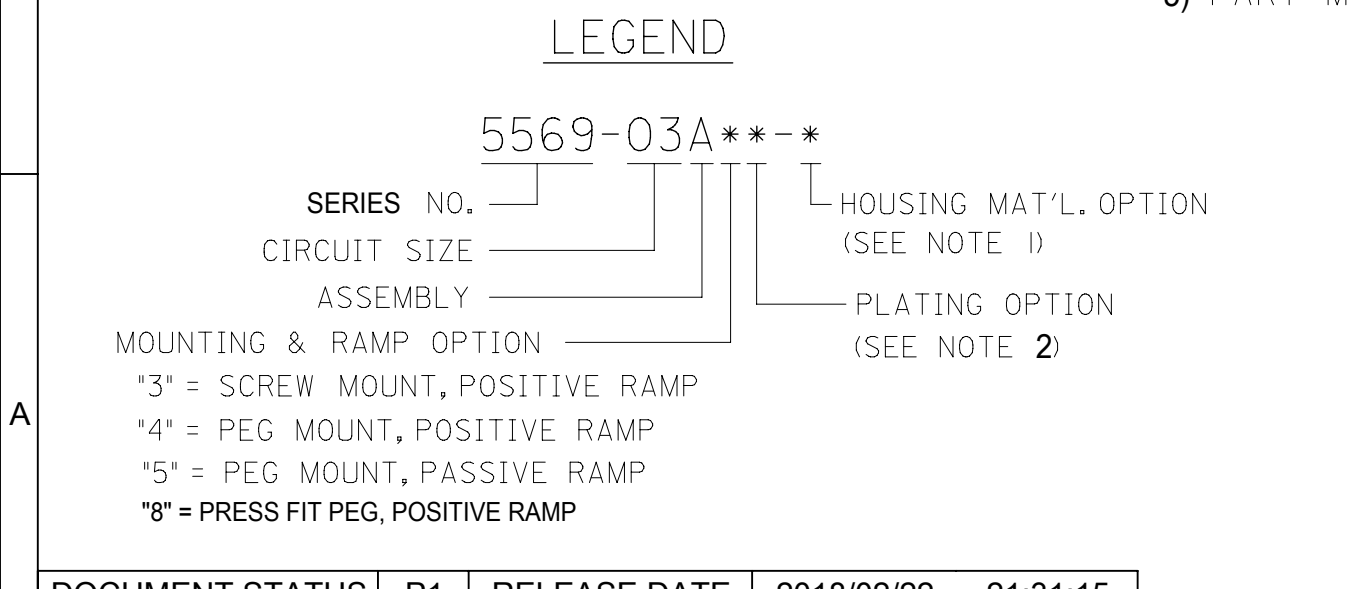 LEGEND
5569-03A**-*
SERIES NO.
HOUSING MAT'L. OPTION
(SEE NOTE 1)
CIRCUIT SIZE
ASSEMBLY
PLATING OPTION
(SEE NOTE 2)
MOUNTING & RAMP OPTION
"3" = SCREW MOUNT, POSITIVE RAMP
"4" = PEG MOUNT, POSITIVE RAMP
"5" = PEG MOUNT, PASSIVE RAMP
"8" = PRESS FIT PEG, POSITIVE RAMP
A
DOCUMENT STATUS P1 RELEASE DATE